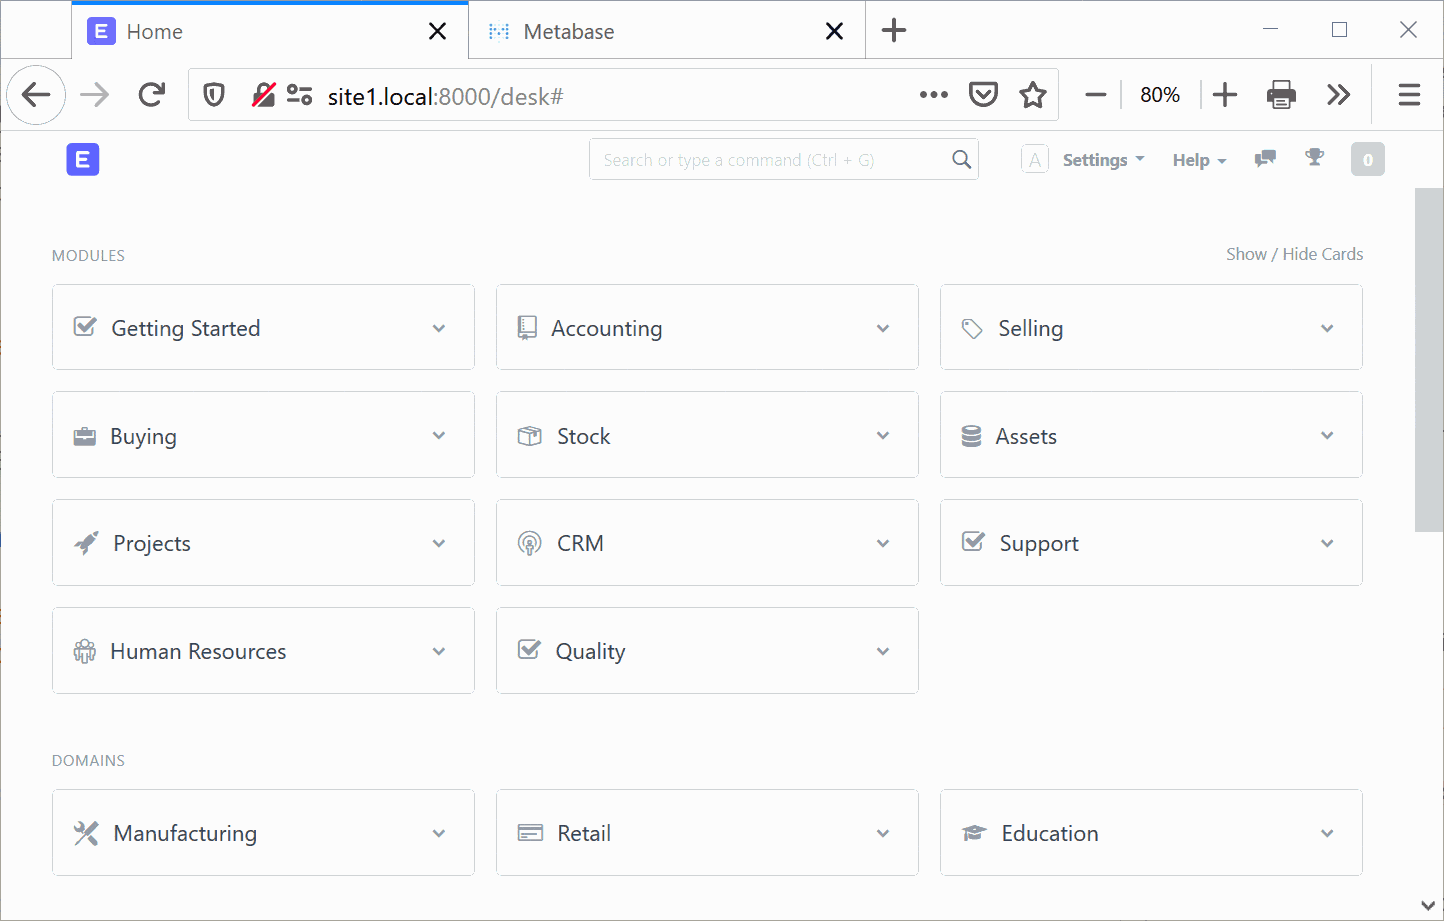 E Home Metabase
site1.local:8000/desk# 80%
E Search or type a command (Ctrl + G) A Settings Help 0
MODULES Show / Hide Cards
Getting Started Accounting Selling
Buying Stock Assets
Projects CRM Support
Human Resources Quality
DOMAINS
Manufacturing Retail Education